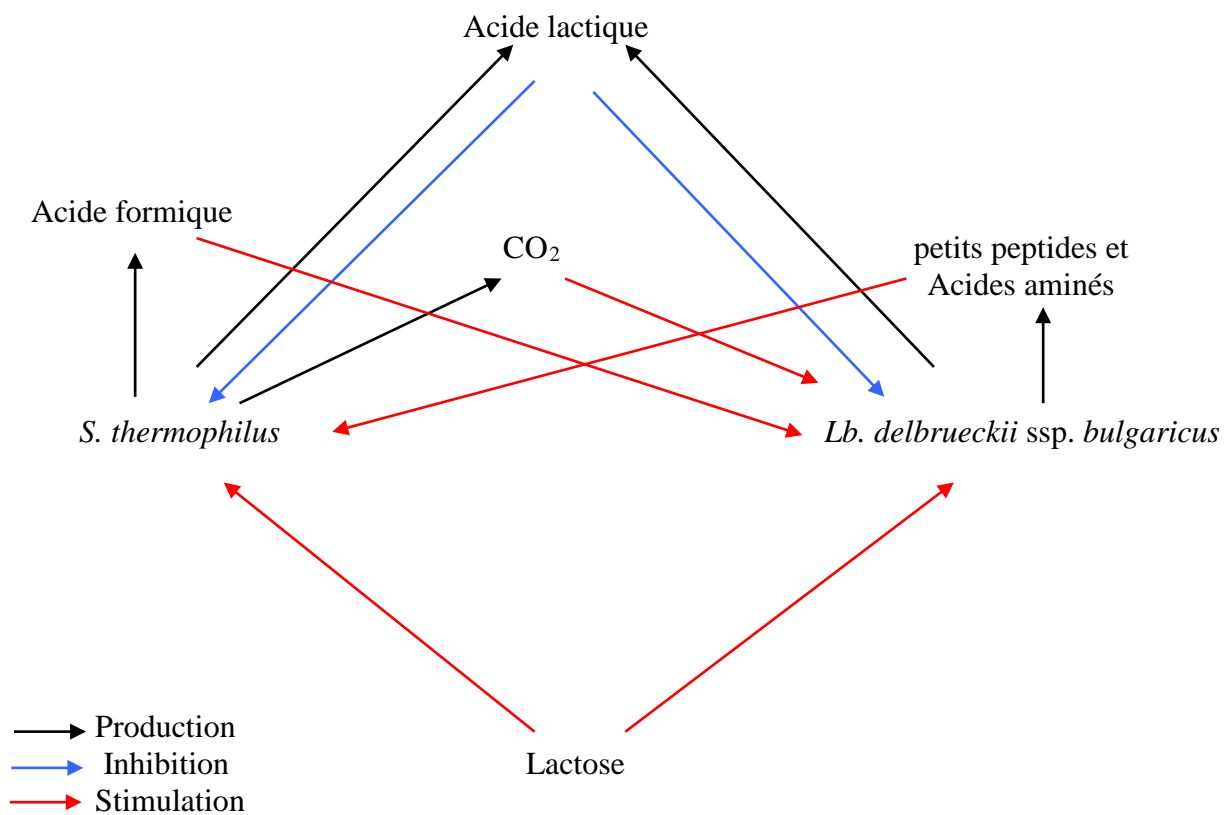 Acide lactique
Acide formique
CO₂
petits peptides et
Acides aminés
S. thermophilus
Lb. delbrueckii ssp. bulgaricus
Production
Inhibition
Stimulation
Lactose